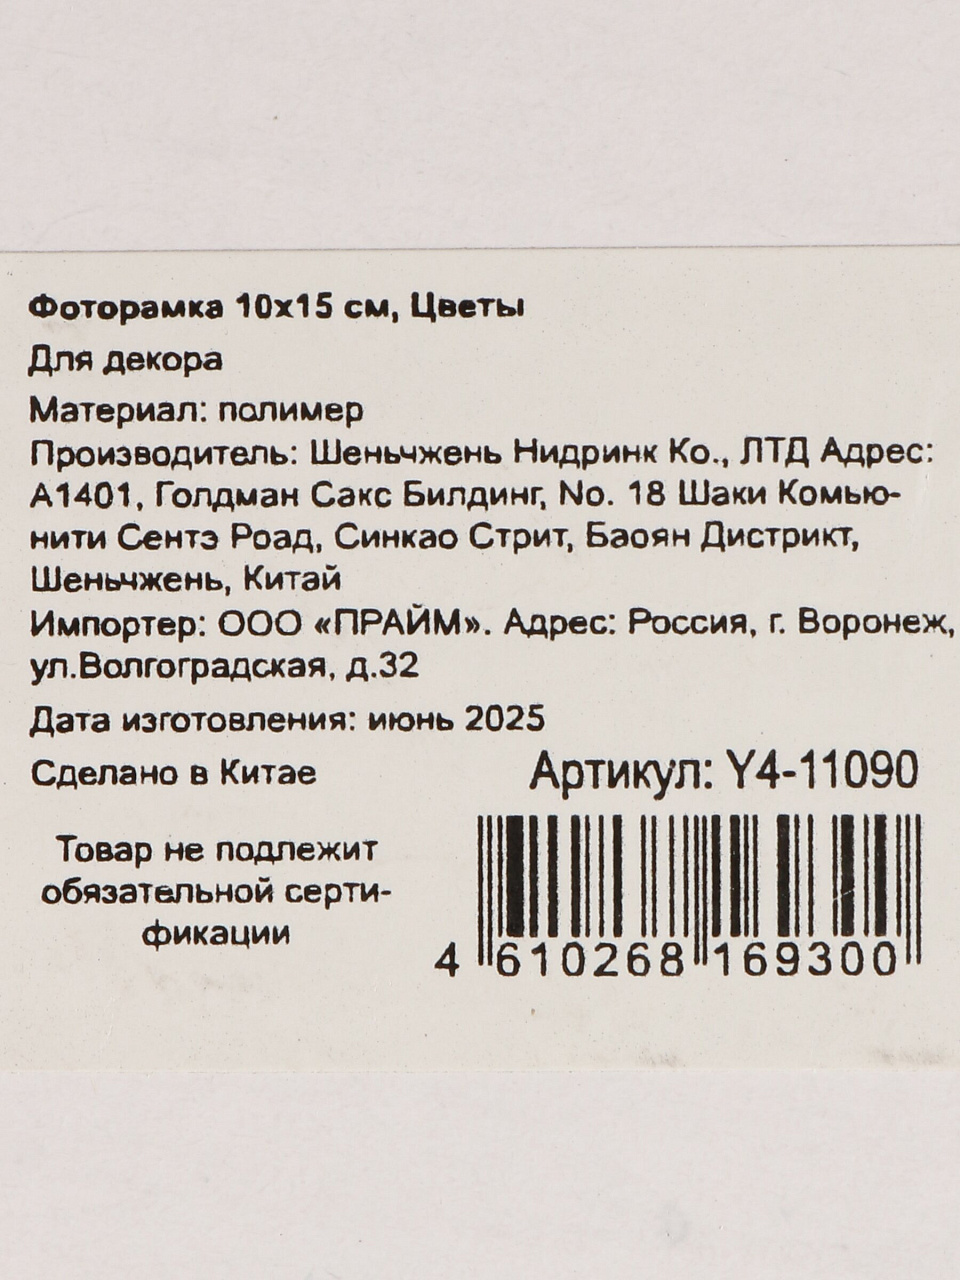 Фоторамка 10х15 см, Цветы
Для декора
Материал: полимер
Производитель: Шеньчжень Нидринк Ко., ЛТД Адрес:
А1401, Голдман Сакс Билдинг, No. 18 Шаки Комью-
нити Сентэ Роад, Синкао Стрит, Баоян Дистрикт,
Шеньчжень, Китай
Импортер: ООО «ПРАЙМ». Адрес: Россия, г. Воронеж,
ул.Волгоградская, д.32
Дата изготовления: июнь 2025
Сделано в Китае
Артикул: Y4-11090
Товар не подлежит
обязательной серти-
фикации
4 610268 169300